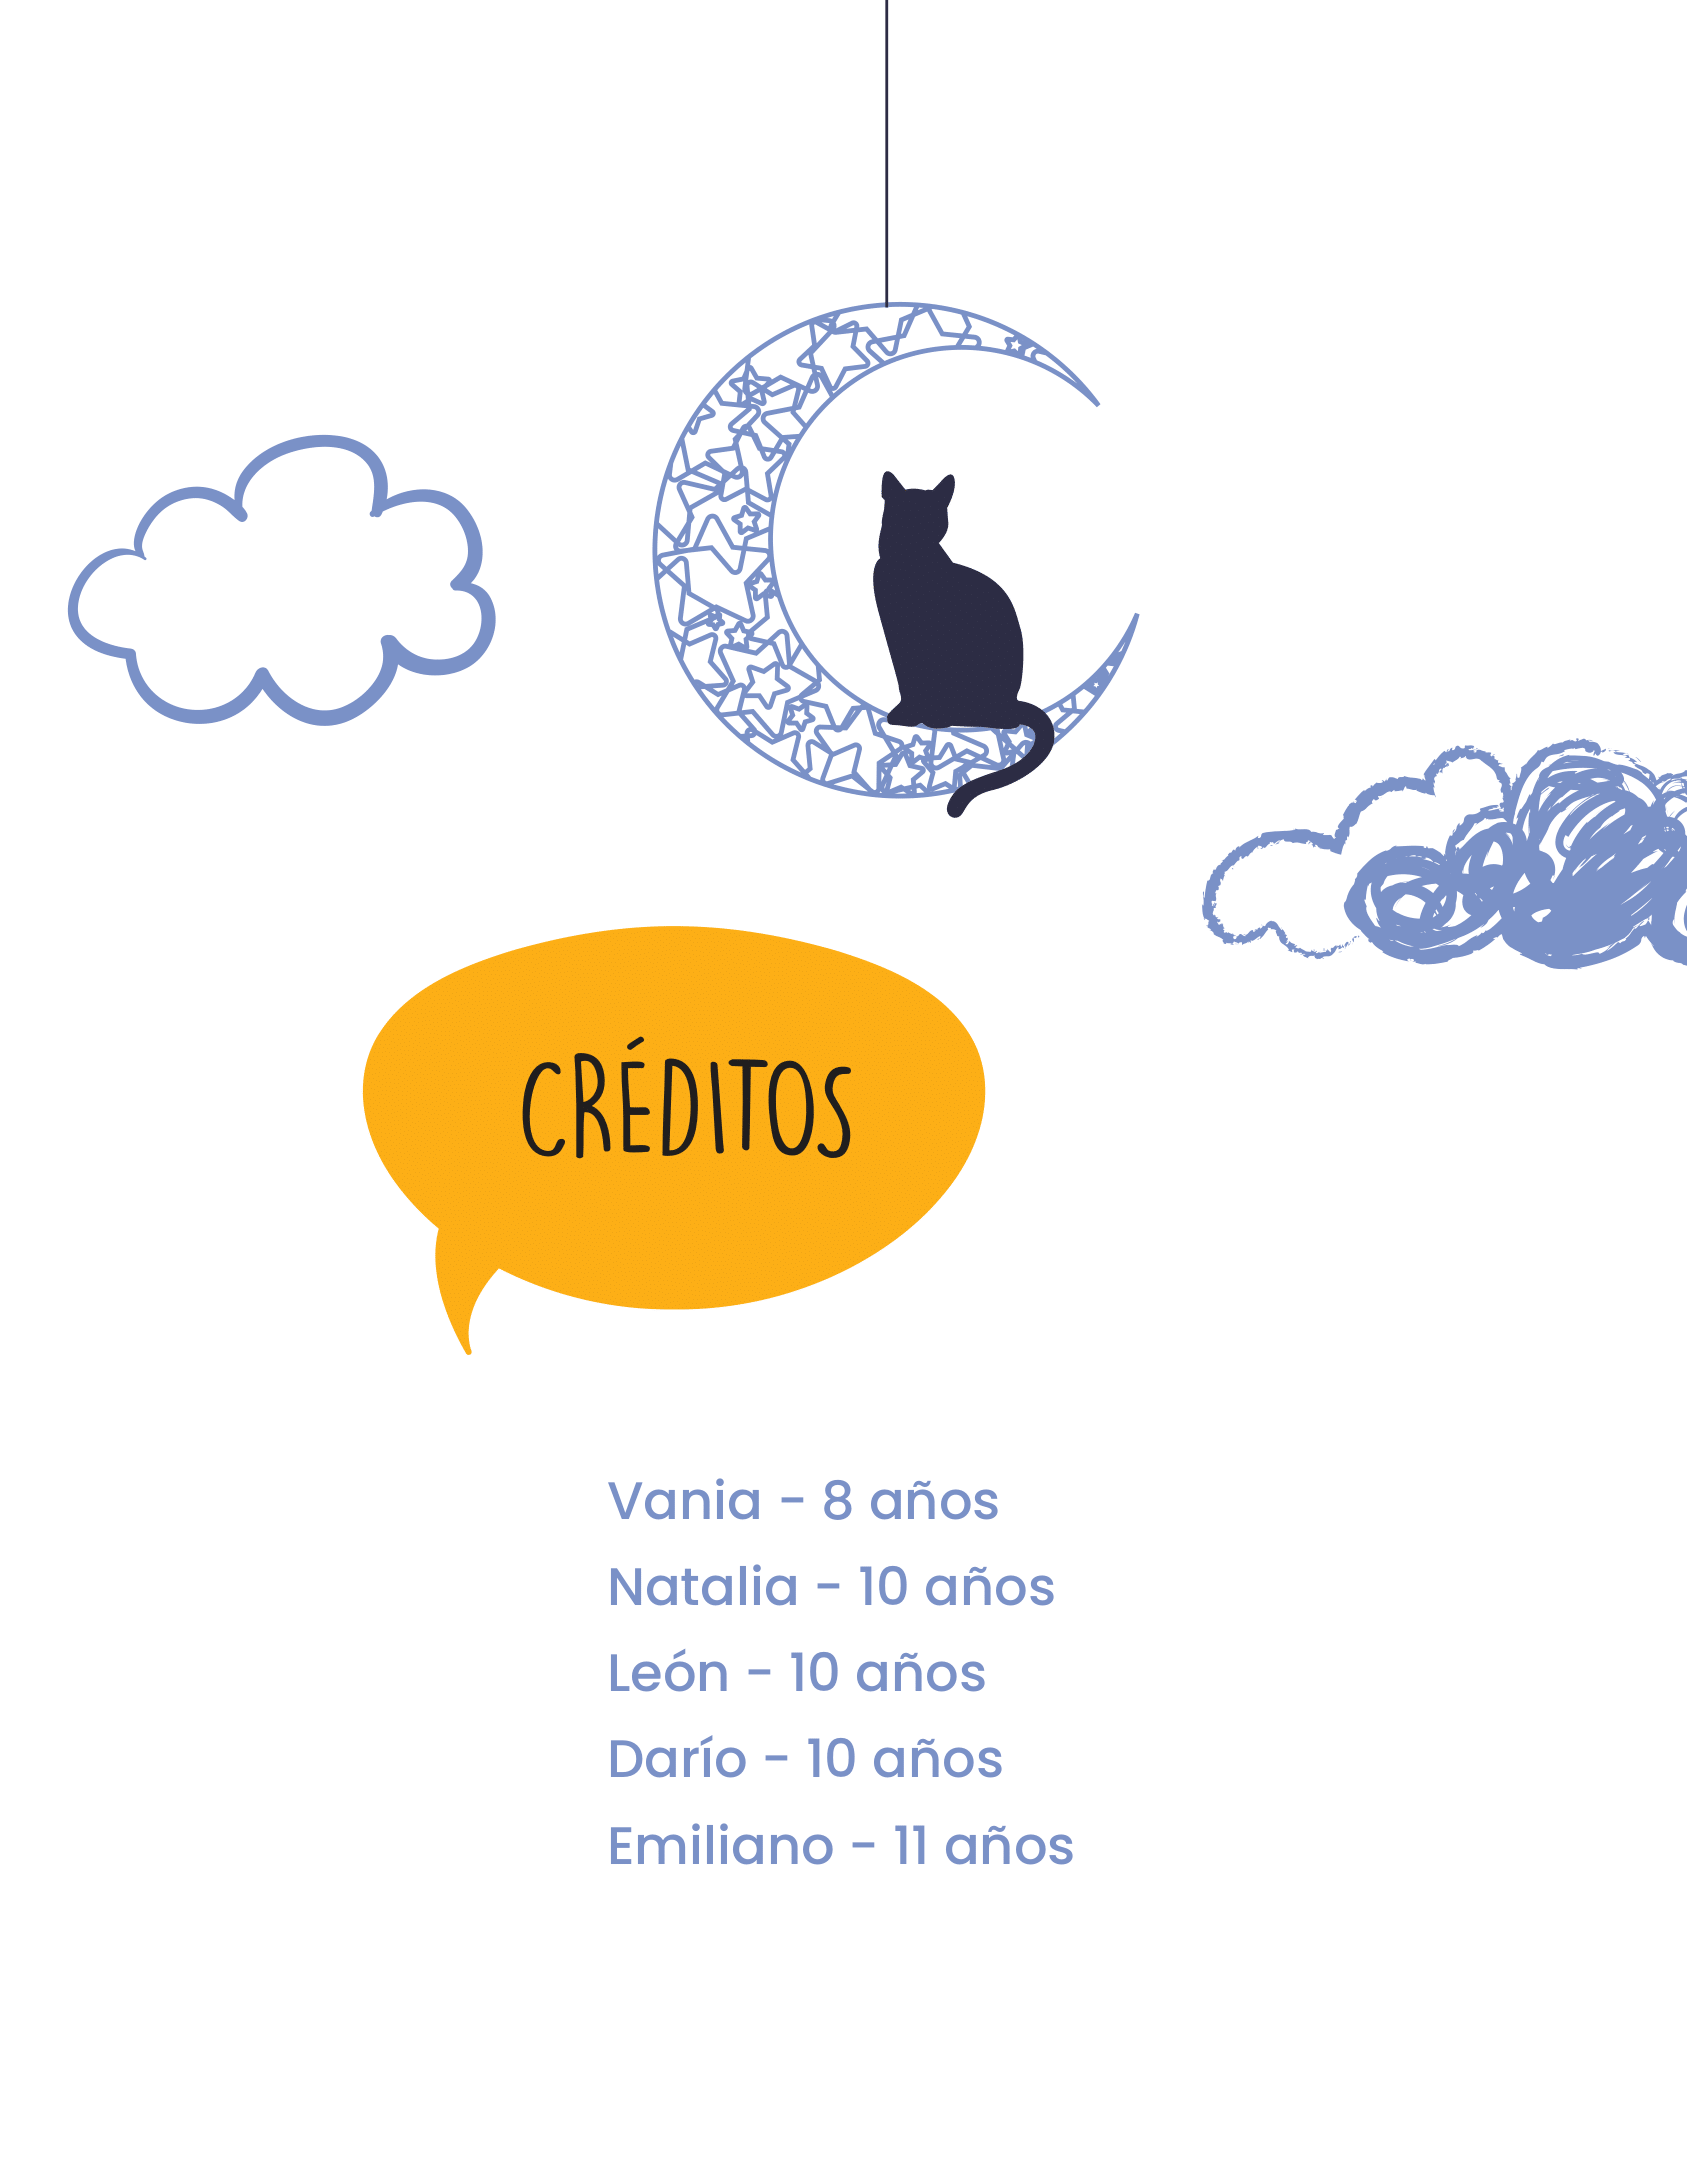 CRÉDITOS
Vania - 8 años
Natalia - 10 años
León - 10 años
Darío - 10 años
Emiliano - 11 años